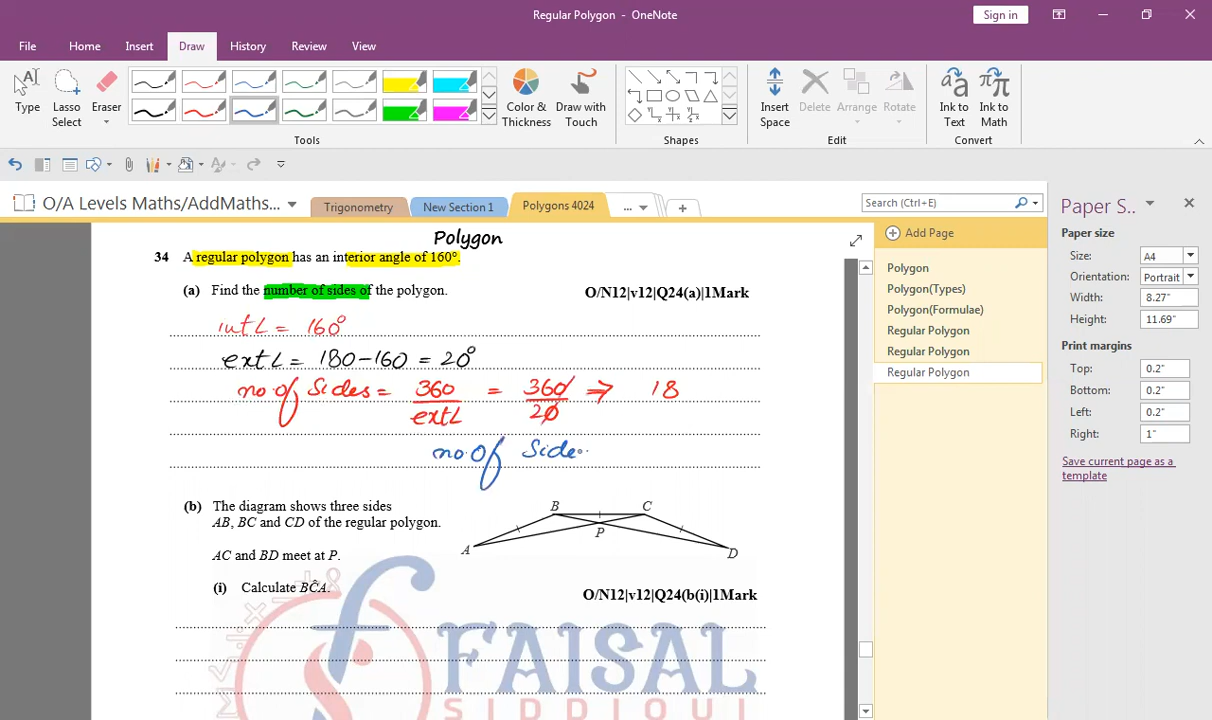 Regular Polygon - OneNote
Sign in
File Home Insert Draw History Review View
Type
Lasso Select
Eraser
Color & Thickness
Draw with Touch
Insert Space
Delete
Arrange
Rotate
Ink to Text
Ink to Math
Tools
Shapes
Edit
Convert
O/A Levels Maths/AddMaths...
Trigonometry
New Section 1
Polygons 4024
...
Search (Ctrl+E)
Polygon
34 A regular polygon has an interior angle of 160°.
(a) Find the number of sides of the polygon.
O/N12|v12|Q24(a)|1Mark
int∠ = 160°
ext∠ = 180-160 = 20°
no.of Sides = 360/ext∠ = 360/20 ⇒ 18
no.of Side
(b) The diagram shows three sides
AB, BC and CD of the regular polygon.
AC and BD meet at P.
B C
P
A D
(i) Calculate BĈA.
O/N12|v12|Q24(b(i)|1Mark
FAISAL
SIDDIQUI
Add Page
Polygon
Polygon(Types)
Polygon(Formulae)
Regular Polygon
Regular Polygon
Regular Polygon
Paper S...
Paper size
Size: A4
Orientation: Portrait
Width: 8.27"
Height: 11.69"
Print margins
Top: 0.2"
Bottom: 0.2"
Left: 0.2"
Right: 1"
Save current page as a
template